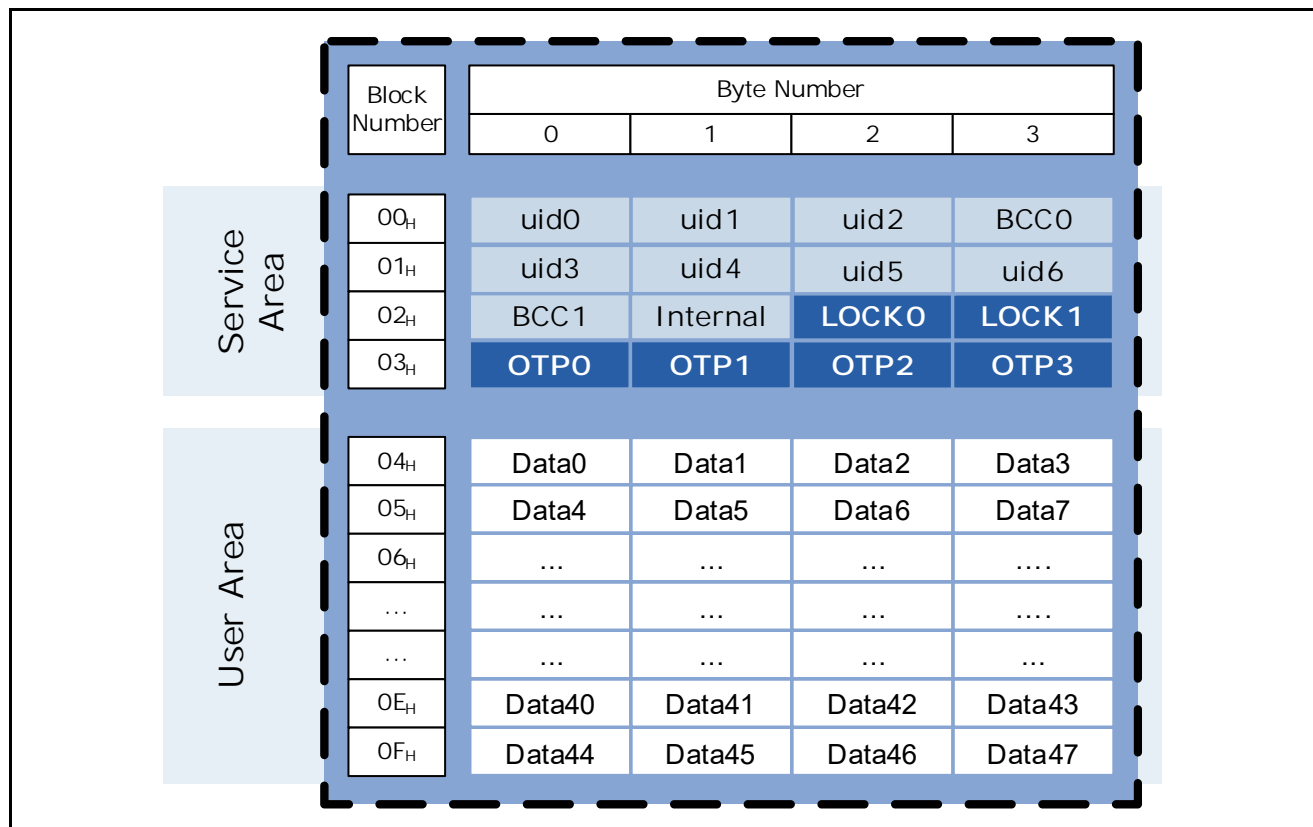 Block Number
Byte Number
0 1 2 3
Service Area
00H uid0 uid1 uid2 BCC0
01H uid3 uid4 uid5 uid6
02H BCC1 Internal LOCK0 LOCK1
03H OTP0 OTP1 OTP2 OTP3
User Area
04H Data0 Data1 Data2 Data3
05H Data4 Data5 Data6 Data7
06H ... ... ... ....
... ... ... ... ....
... ... ... ... ...
0EH Data40 Data41 Data42 Data43
0FH Data44 Data45 Data46 Data47